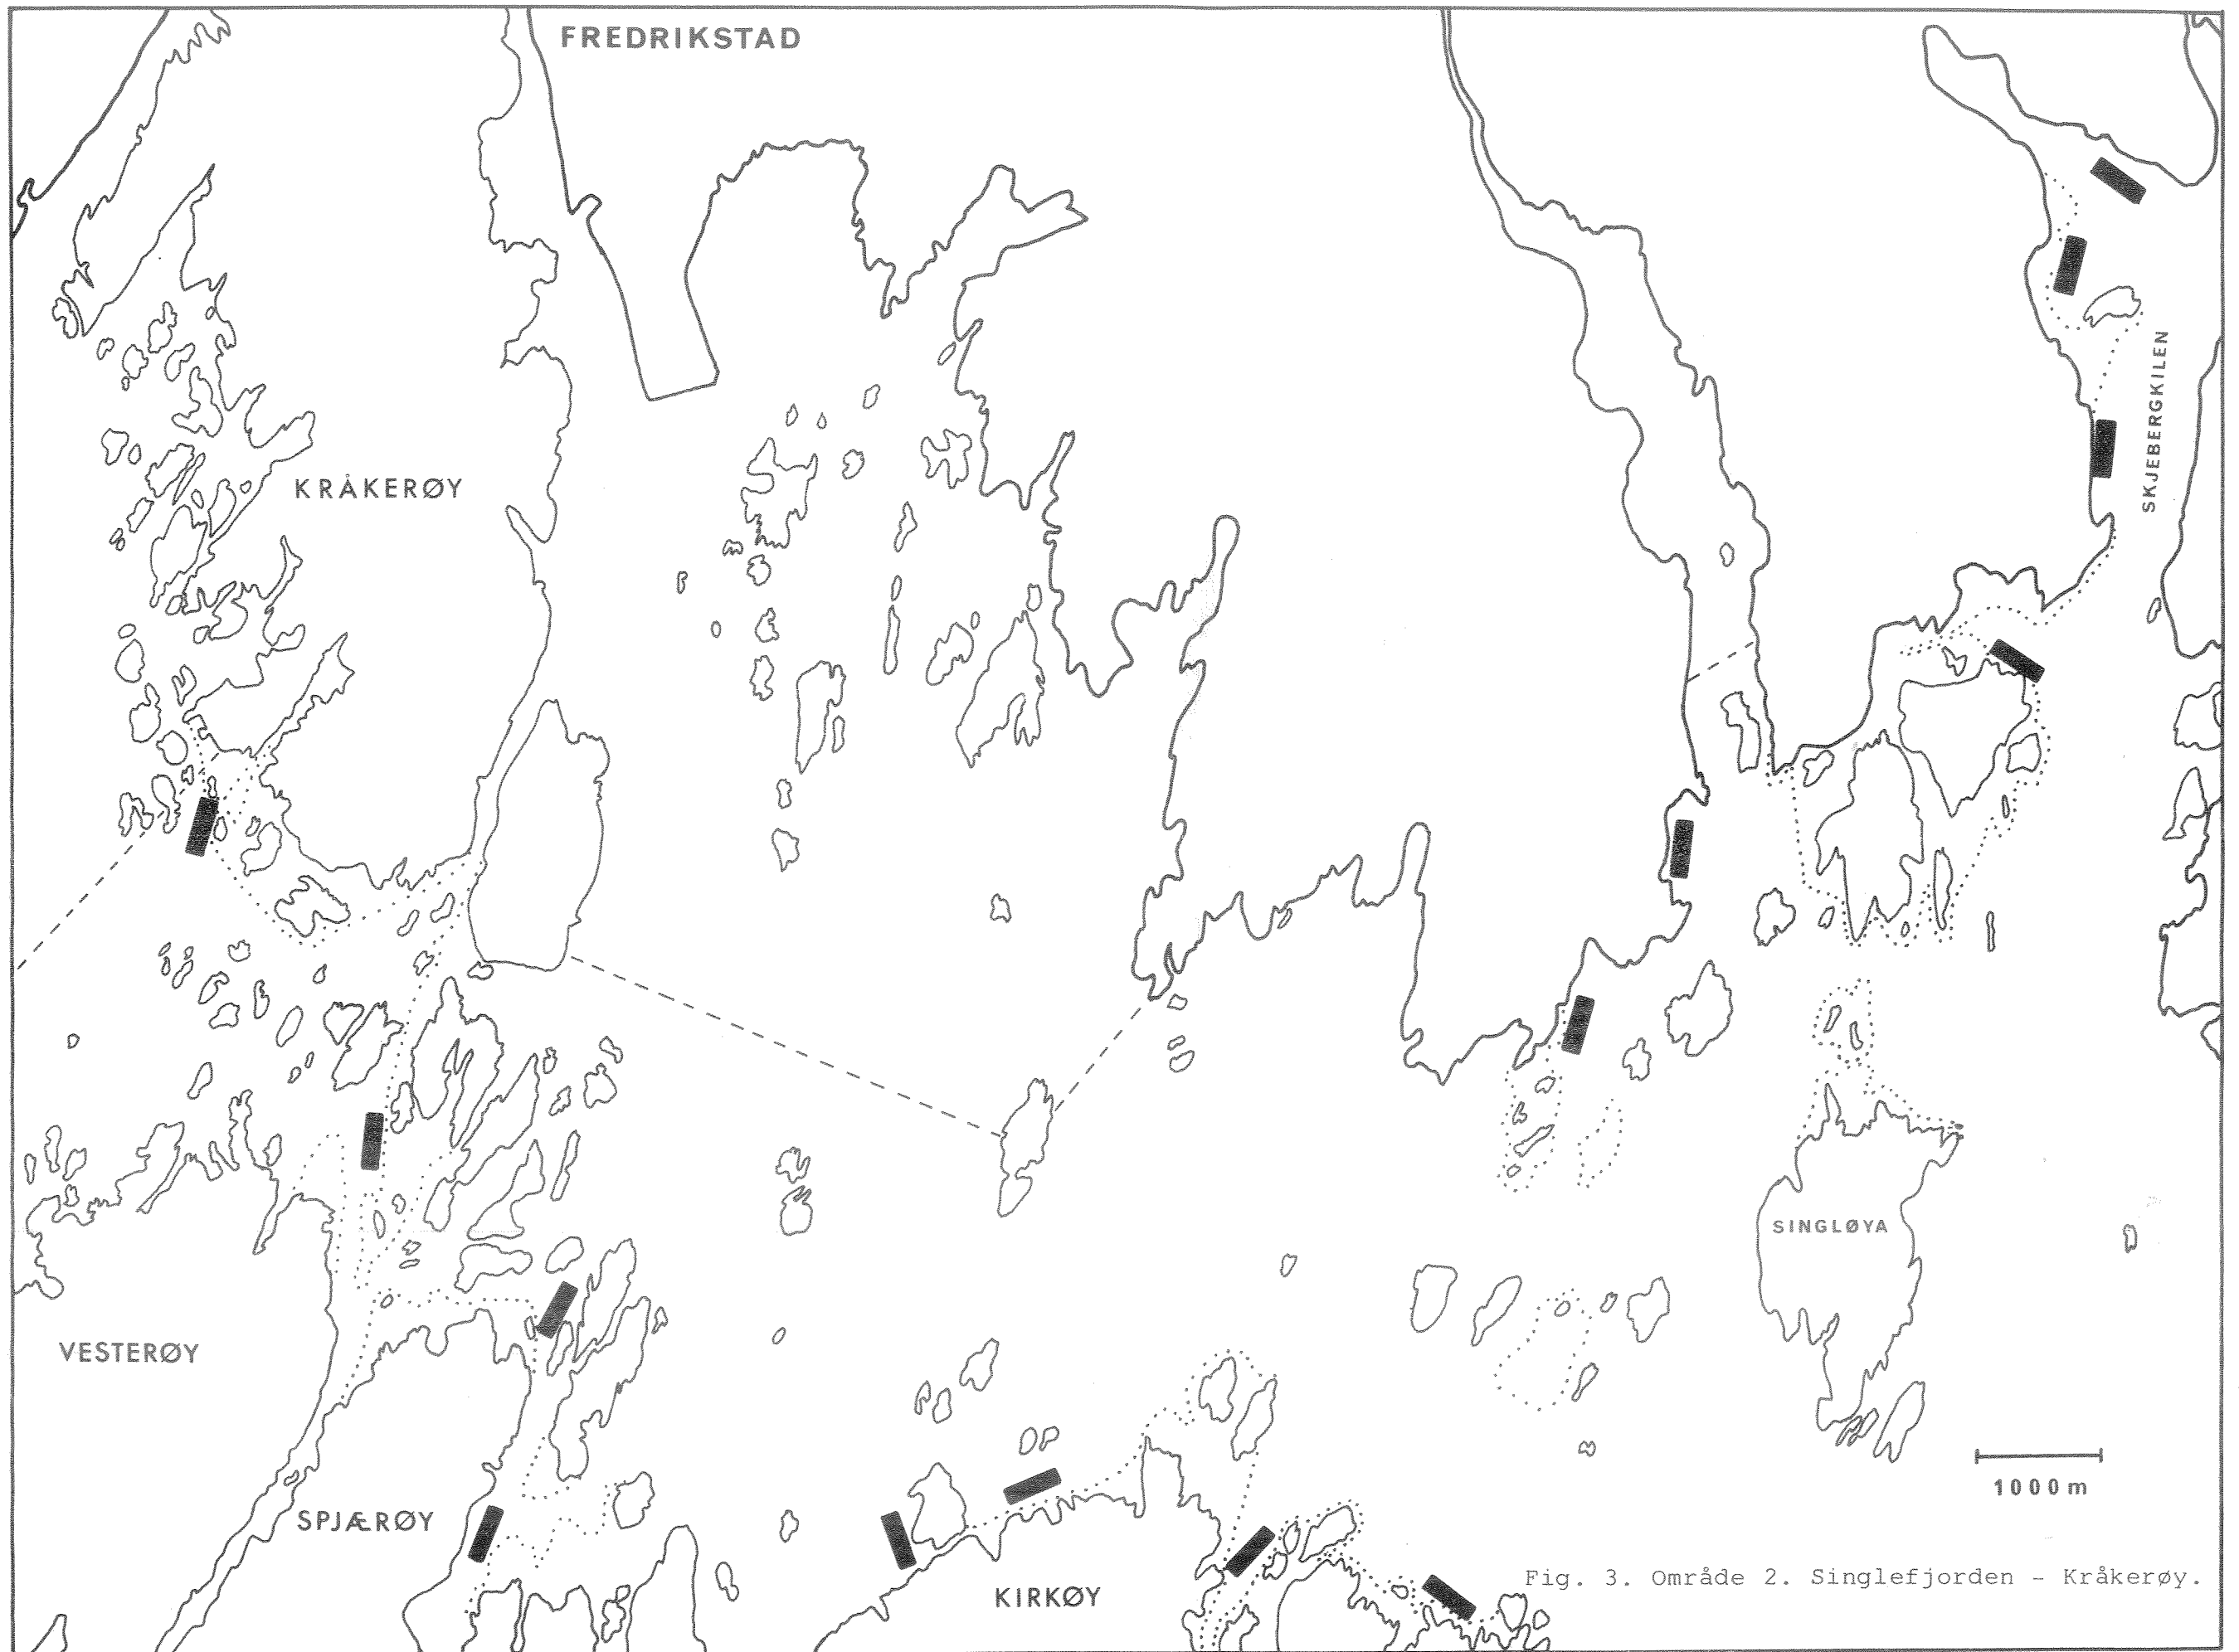 FREDRIKSTAD
KRÅKERØY
SKJEBERGKILEN
SINGLØYA
VESTERØY
1000 m
SPJÆRØY
KIRKØY
Fig. 3. Område 2. Singlefjorden - Kråkerøy.